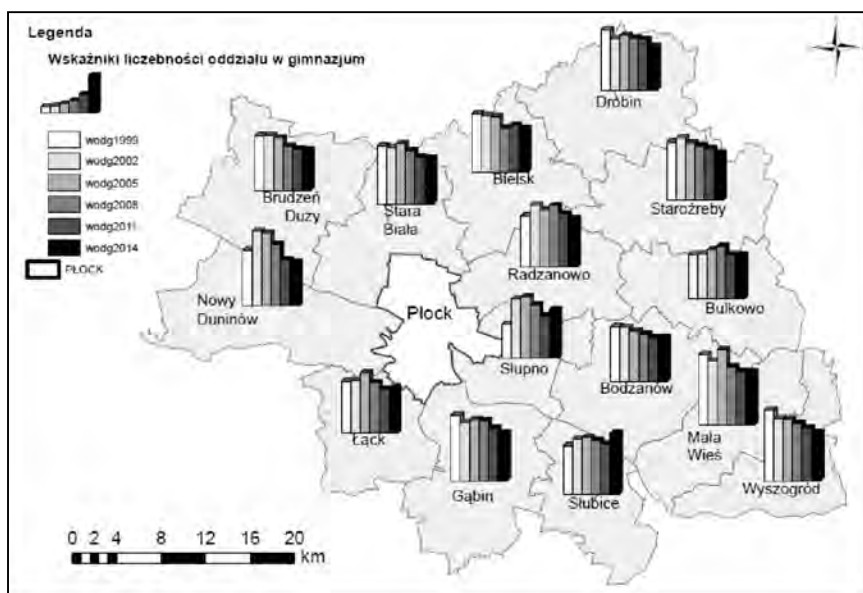 Legenda
Wskaźniki liczebności oddziału w gimnazjum
wodg1999
wodg2002
wodg2005
wodg2008
wodg2011
wodg2014
PŁOCK
Drobin
Bielsk
Brudzeń
Duży
Stara
Biała
Staroźreby
Radzanowo
Nowy
Duninów
Bulkowo
Płock
Słupno
Bodzanów
Łąck
Mała
Wieś
Gąbin
Słubice
Wyszogród
0 2 4 8 12 16 20
km